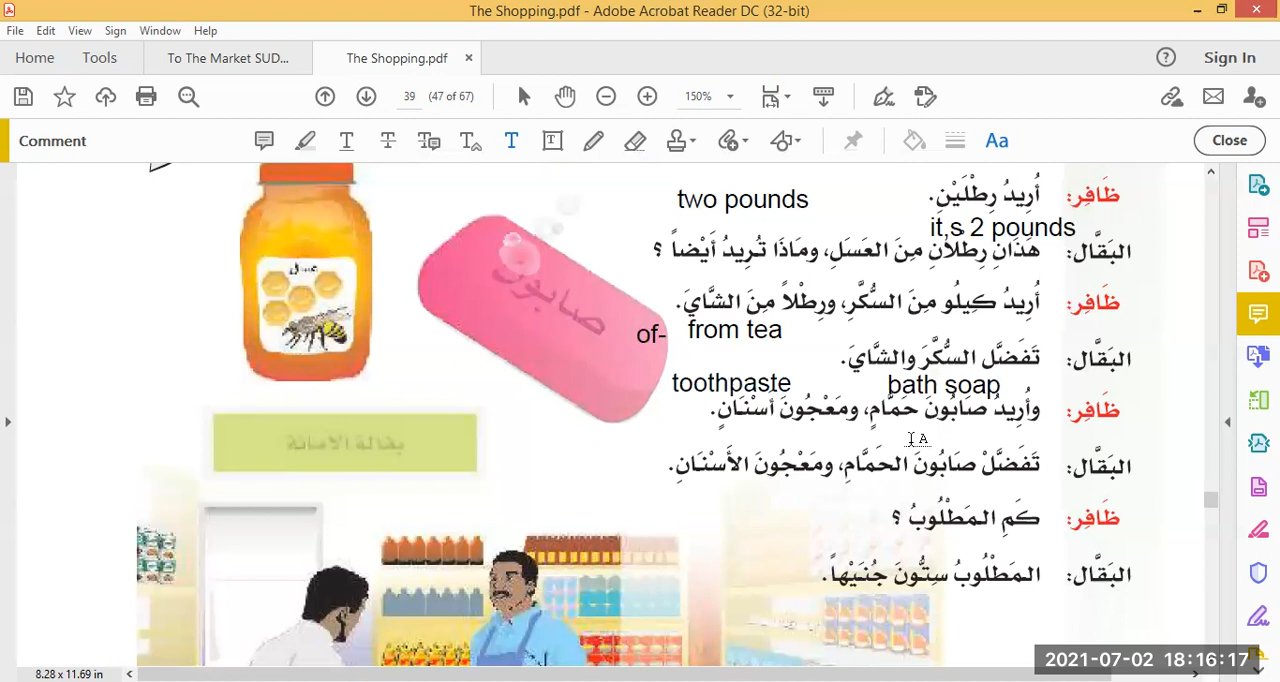 The Shopping.pdf - Adobe Acrobat Reader DC (32-bit)
File Edit View Sign Window Help
Home Tools To The Market SUD... The Shopping.pdf × Sign In
39 (47 of 67) 150%
Comment Close
ظَافِر: أُرِيدُ رِطْلَيْنِ.
two pounds
it,s 2 pounds
البَقَّال: هَذَانِ رِطْلَانِ مِنَ العَسَلِ، ومَاذَا تُرِيدُ أَيْضاً ؟
ظَافِر: أُرِيدُ كِيلُو مِنَ السُّكَّرِ، ورِطْلاً مِنَ الشَّايَ.
of- from tea
البَقَّال: تَفَضَّل السُّكَّرَ والشَّايَ.
toothpaste bath soap
ظَافِر: وأُرِيدُ صَابُونَ حَمَّامٍ، ومَعْجُونَ أَسْنَانٍ.
البَقَّال: تَفَضَّلْ صَابُونَ الحَمَّامِ، ومَعْجُونَ الأَسْنَانِ.
ظَافِر: كَمِ المَطْلُوبُ ؟
البَقَّال: المَطْلُوبُ سِتُّونَ جُنَيْهاً.
عسل
صابون
بقالة الأمانة
8.28 x 11.69 in
2021-07-02 18:16:17